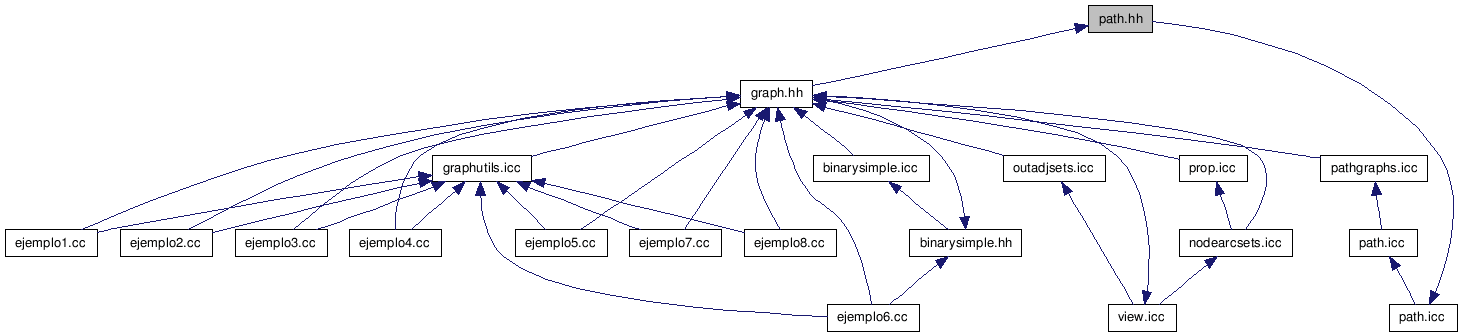 path.hh
graph.hh
graphutils.icc
binarysimple.icc
outadjsets.icc
prop.icc
pathgraphs.icc
ejemplo1.cc
ejemplo2.cc
ejemplo3.cc
ejemplo4.cc
ejemplo5.cc
ejemplo7.cc
ejemplo8.cc
binarysimple.hh
nodearcsets.icc
path.icc
ejemplo6.cc
view.icc
path.icc